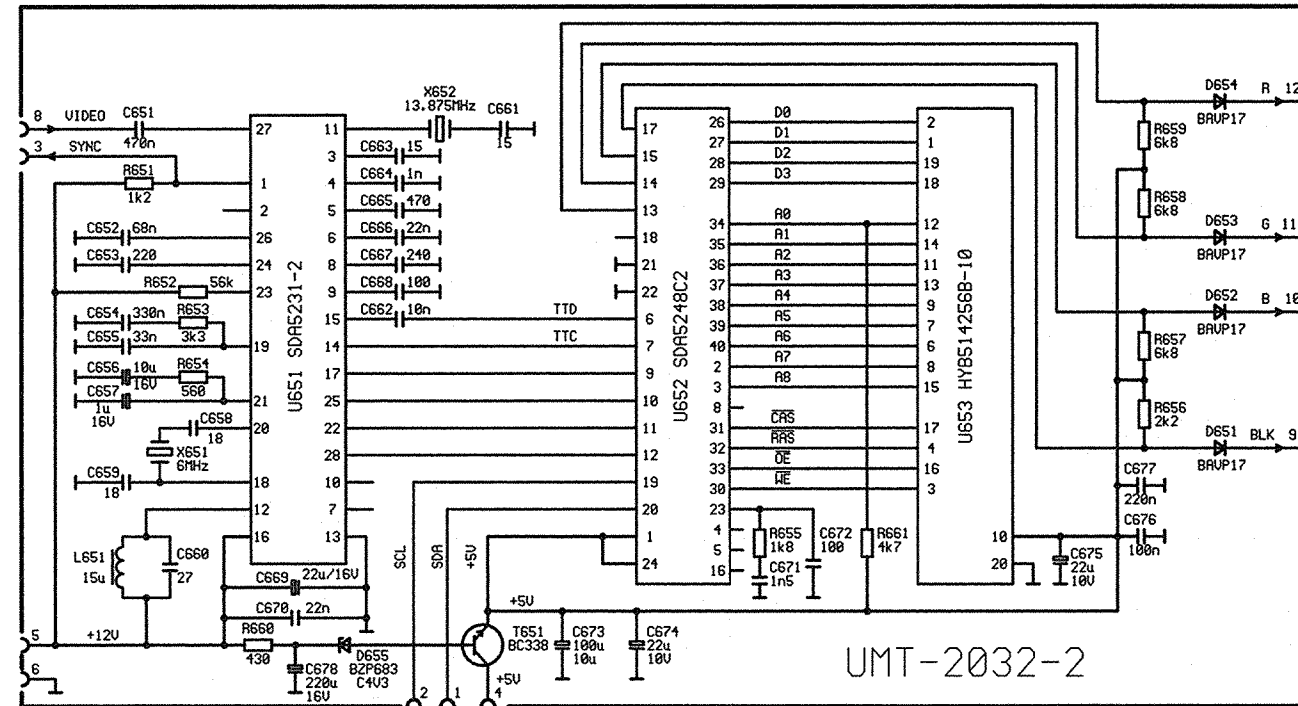 8 VIDEO C651
470n
3 SYNC
R651
1k2
C652 68n
C653 220
R652 56k
C654 330n R653
3k3
C655 33n
C656 10u R654
16V 560
C657
1u
16V
C658
18
X651
6MHz
C659
18
L651
15u
C660
27
C669 22u/16V
C670 22n
5 +12V R660
430
6
C678
220u
16V
D655
BZP683
C4V3
U651 SDA5231-2
27
1
2
26
24
23
19
21
20
18
12
16
11
3
4
5
6
8
9
15
14
17
25
22
28
10
7
13
X652
13.875MHz C661
15
C663 15
C664 1n
C665 470
C666 22n
C667 240
C668 100
C662 10n
TTD
TTC
SCL
SDA
+5V
+5V
T651
BC338
+5V
2 1 4
C673
100u
10u
C674
22u
10V
U652 SDA5248C2
17
15
14
13
18
21
22
6
7
9
10
11
12
19
20
1
24
26
27
28
29
34
35
36
37
38
39
40
2
3
8
31
32
33
30
23
4
5
16
D0
D1
D2
D3
A0
A1
A2
A3
A4
A5
A6
A7
A8
CAS
RAS
OE
WE
R655
1k8
C671
1n5
C672
100
R661
4k7
U653 HYB514256B-10
2
1
19
18
12
14
11
13
9
7
6
8
15
17
4
16
3
10
20
D654 R 12
BAVP17
R659
6k8
R658
6k8
D653 G 11
BAVP17
D652 B 10
BAVP17
R657
6k8
R656
2k2
D651 BLK 9
BAVP17
C677
220n
C676
100n
C675
22u
10V
UMT-2032-2